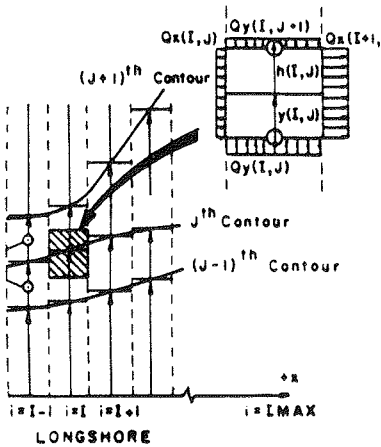 Qx(I,J) Qy(I,J+1) Qx(I+1,
h(I,J)
y(I,J)
Qy(I,J)
(J+1)th Contour
Jth Contour
(J-1)th Contour
+x
i=I-1 i=I i=I+1 i=IMAX
LONGSHORE